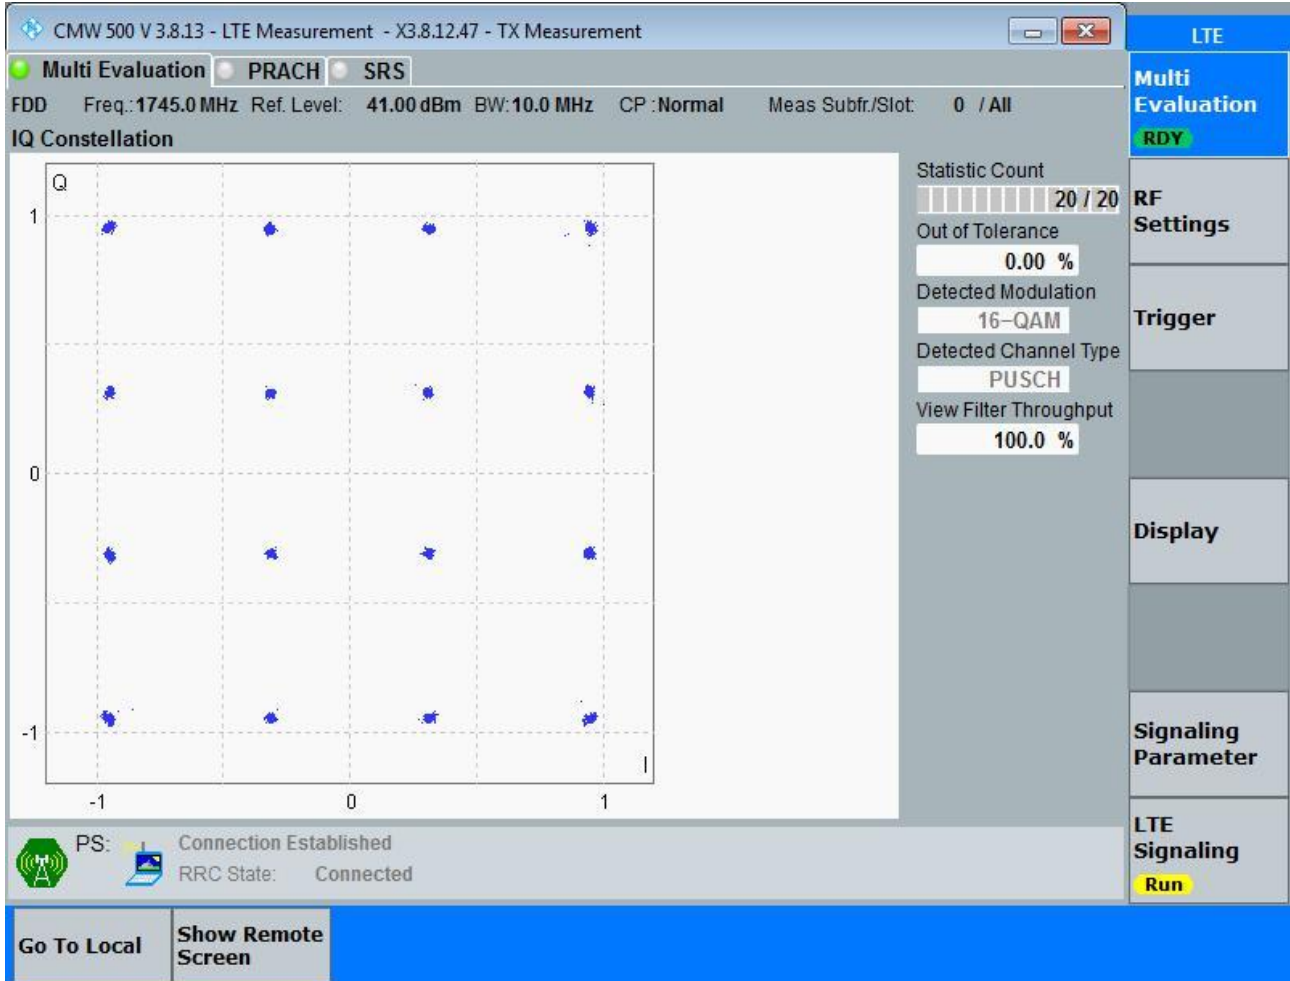 CMW 500 V 3.8.13 - LTE Measurement - X3.8.12.47 - TX Measurement
LTE
Multi Evaluation PRACH SRS
FDD Freq.:1745.0 MHz Ref. Level: 41.00 dBm BW:10.0 MHz CP :Normal Meas Subfr./Slot: 0 / All
IQ Constellation
Q
1
0
-1
I
-1 0 1
Statistic Count
20 / 20
Out of Tolerance
0.00 %
Detected Modulation
16-QAM
Detected Channel Type
PUSCH
View Filter Throughput
100.0 %
Multi
Evaluation
RDY
RF
Settings
Trigger
Display
Signaling
Parameter
LTE
Signaling
Run
PS: Connection Established
RRC State: Connected
Go To Local
Show Remote
Screen